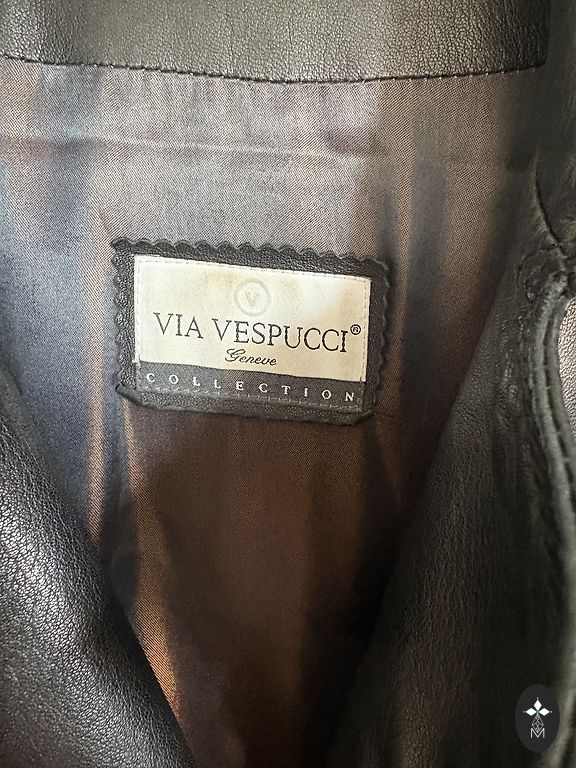 V
VIA VESPUCCI®
Geneve
COLLECTION
M